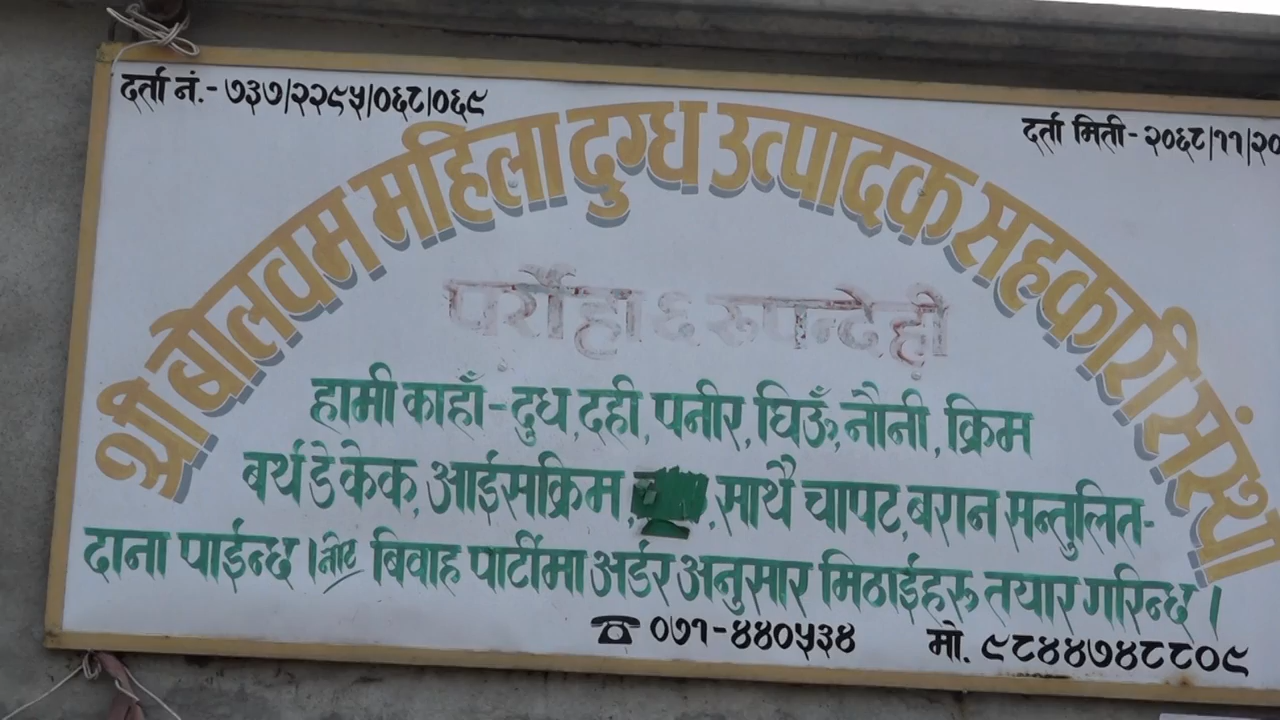 दर्ता नं.- ७३७/२२९५/०६८/०६९
दर्ता मिती - २०६८/११/२०
श्री बोलवम महिला दुग्ध उत्पादक सहकारी संस्था
पर्रोहा ६ रुपन्देही
हामी काहाँ - दुध, दही, पनीर, घिऊँ, नौनी, क्रिम
बर्थ डे केक, आईसक्रिम, ,साथै चापट, बरान सन्तुलित-
दाना पाईन्छ । नोट बिवाह पार्टीमा अर्डर अनुसार मिठाईहरू तयार गरिन्छ ।
☎ ०७१-४४०५३४ मो. ९८४४७४८८०९